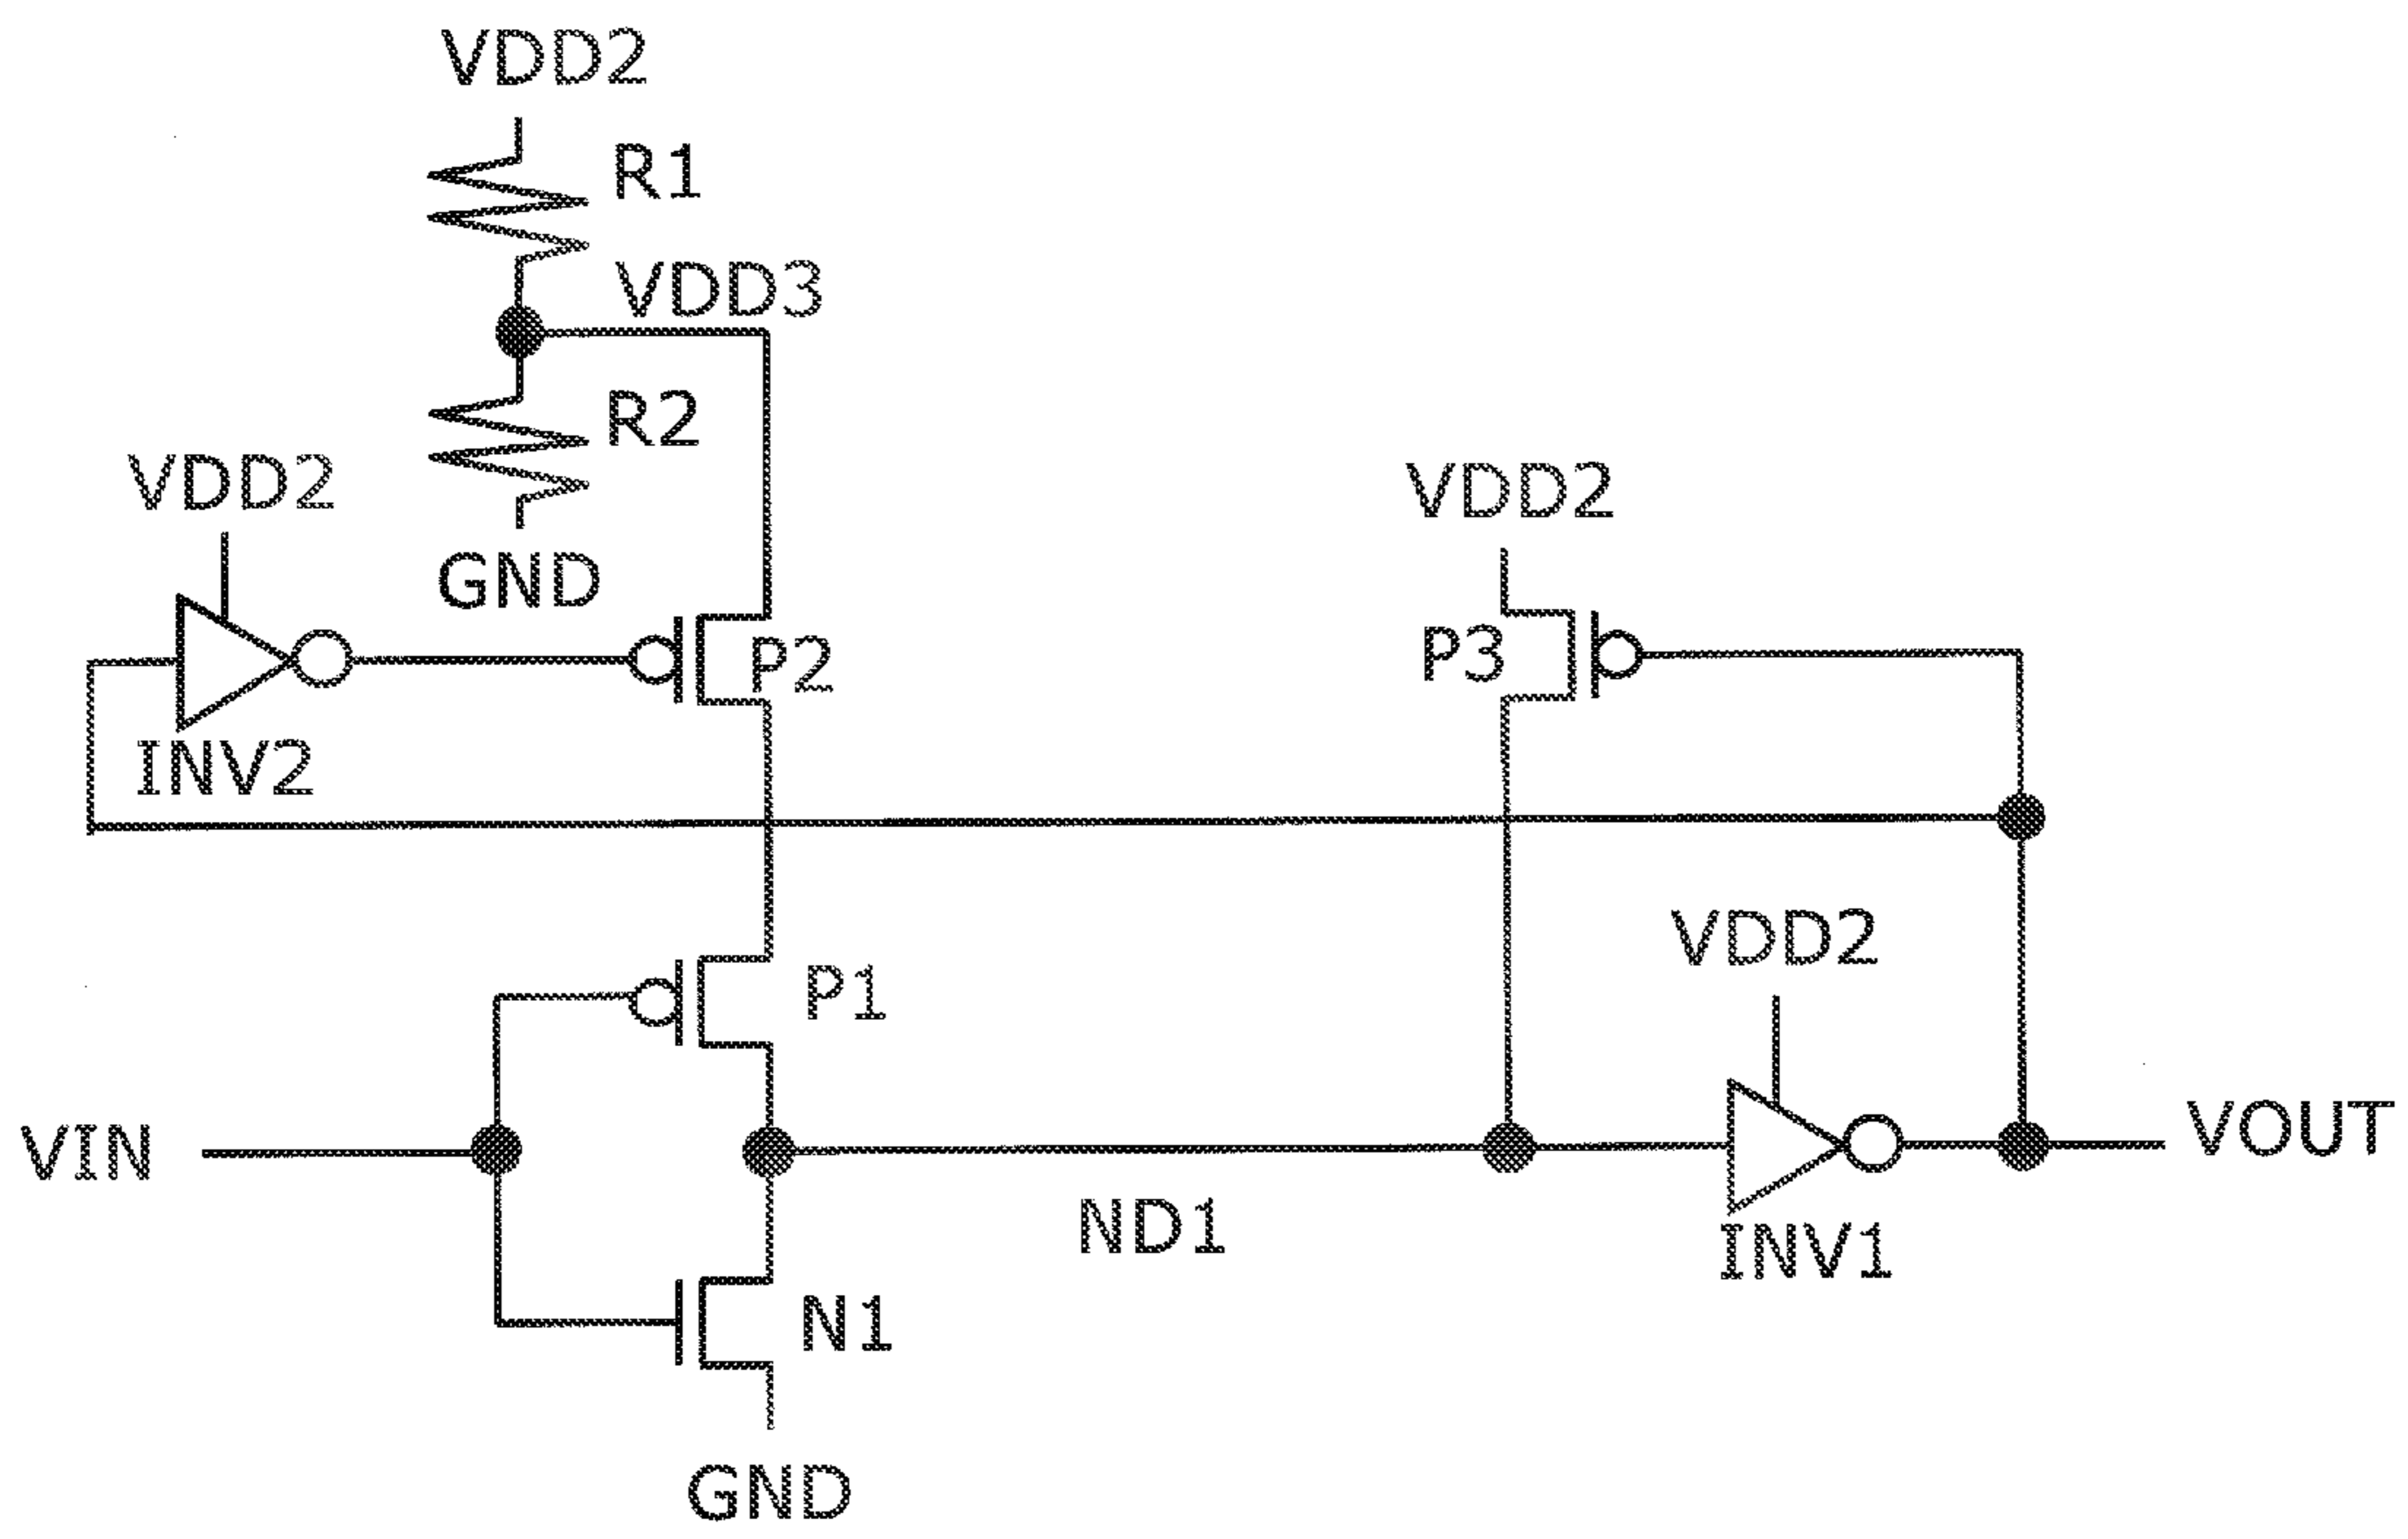 VDD2
R1
VDD3
R2
VDD2
GND
VDD2
P2
P3
INV2
VDD2
P1
VIN
VOUT
ND1
INV1
N1
GND